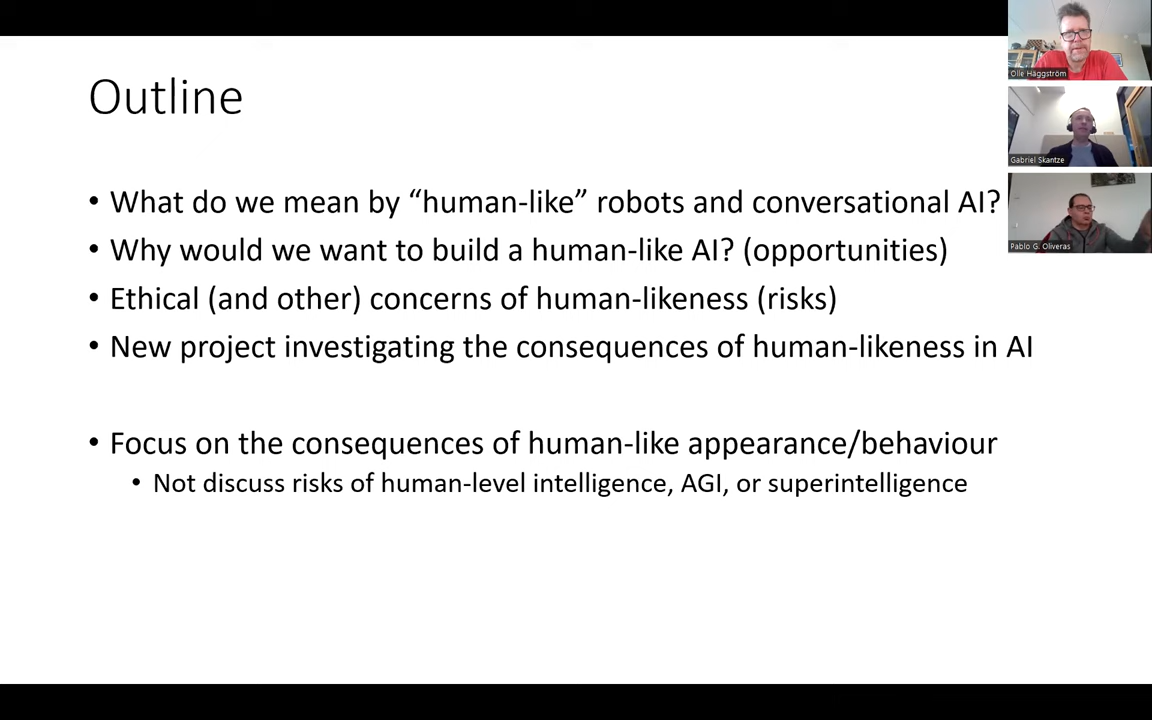 Outline
• What do we mean by “human-like” robots and conversational AI?
• Why would we want to build a human-like AI? (opportunities)
• Ethical (and other) concerns of human-likeness (risks)
• New project investigating the consequences of human-likeness in AI
• Focus on the consequences of human-like appearance/behaviour
• Not discuss risks of human-level intelligence, AGI, or superintelligence
Olle Häggström
Gabriel Skantze
Pablo G. Oliveras